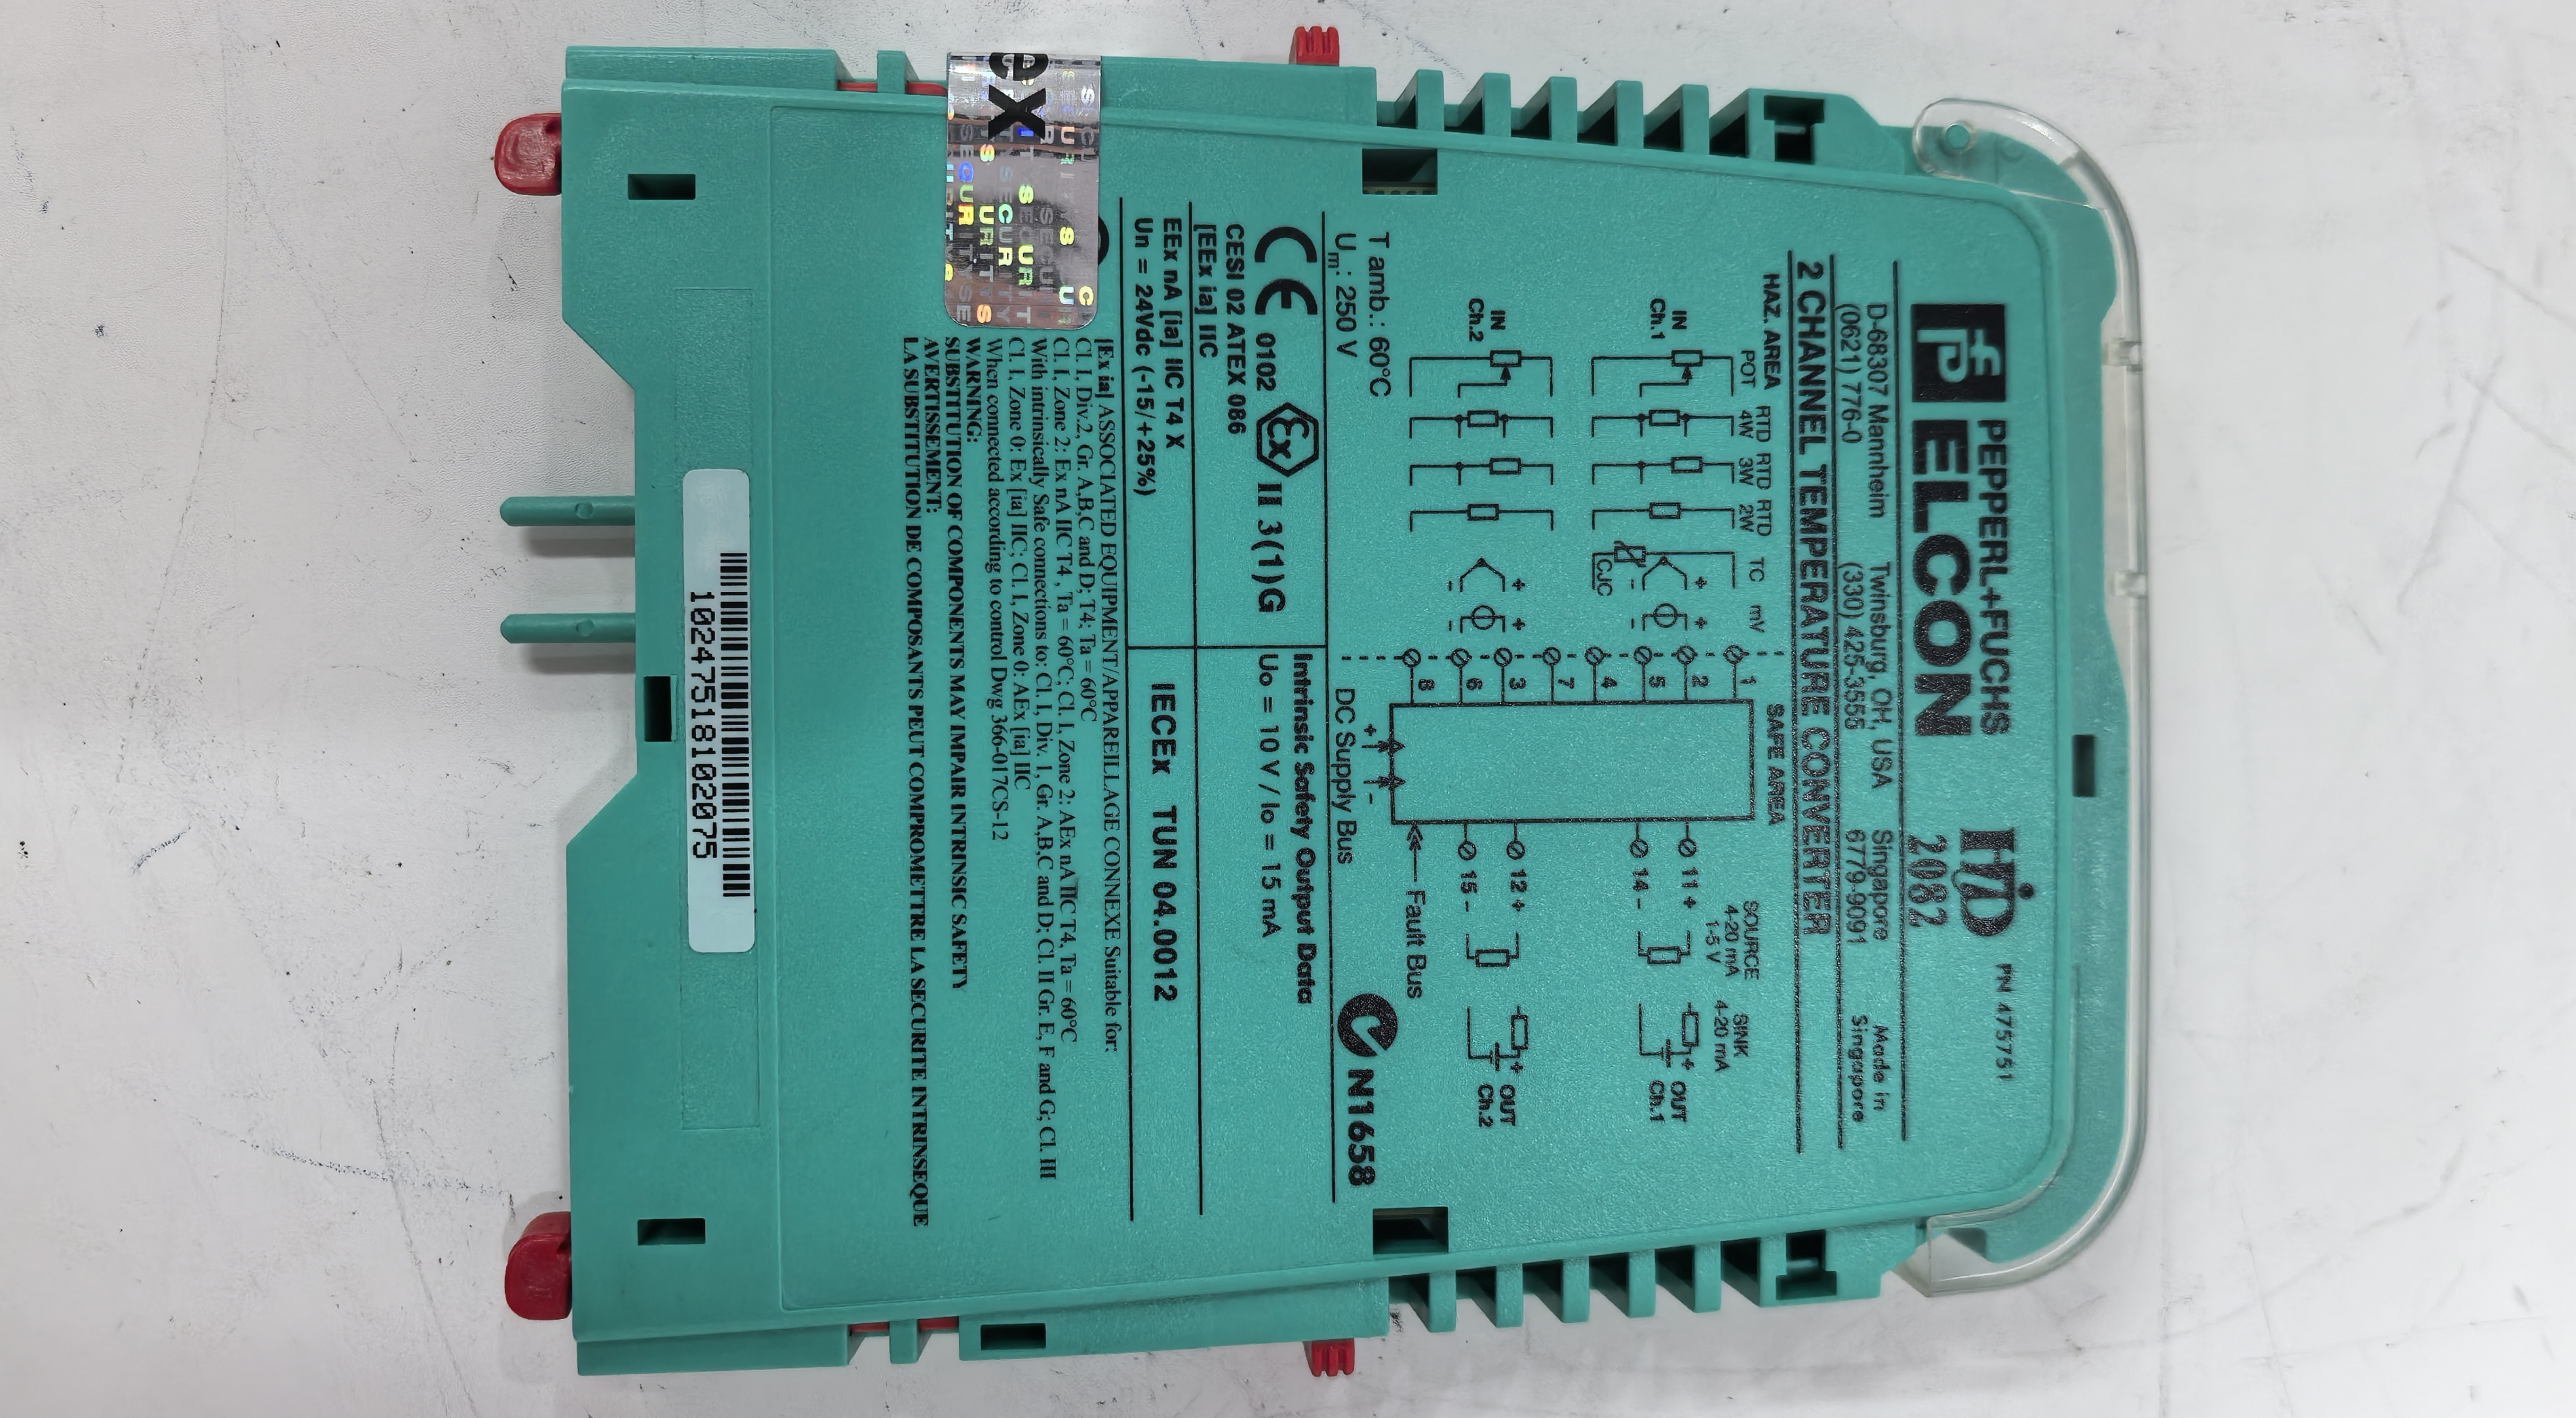 PEPPERL+FUCHS
ELCON
HiD
2082
PN 475751
D-68307 Mannheim Twinsburg, OH, USA Singapore Made in
(0621) 776-0 (330) 425-3555 6779-9091 Singapore
2 CHANNEL TEMPERATURE CONVERTER
HAZ. AREA SAFE AREA
POT RTD 4W RTD 3W RTD 2W TC mV
SOURCE 4-20 mA 1-5 V
SINK 4-20 mA
IN Ch.1
+ +
- -
CJC
1
2
5
4
11 +
14 -
+
OUT Ch.1
IN Ch.2
+ +
- -
7
3
6
8
12 +
15 -
+
OUT Ch.2
+ -
Fault Bus
DC Supply Bus
T amb.: 60°C
Um: 250 V
N1658
CE 0102 Ex II 3(1)G
CESI 02 ATEX 086
[EEx ia] IIC
Intrinsic Safety Output Data
Uo = 10 V / Io = 15 mA
EEx nA [ia] IIC T4 X
Un = 24Vdc (-15/+25%)
IECEx TUN 04.0012
[Ex ia] ASSOCIATED EQUIPMENT/APPAREILLAGE CONNEXE Suitable for:
Cl. I, Div.2, Gr. A,B,C and D; T4; Ta = 60°C
Cl. I, Zone 2: Ex nA IIC T4 , Ta = 60°C; Cl. I, Zone 2: AEx nA IIC T4, Ta = 60°C
With intrinsically Safe connections to: Cl. I, Div. 1, Gr. A,B,C and D; Cl. II Gr. E, F and G; Cl. III
Cl. I, Zone 0: Ex [ia] IIC; Cl. I, Zone 0: AEx [ia] IIC
When connected according to control Dwg 366-017CS-12
WARNING:
SUBSTITUTION OF COMPONENTS MAY IMPAIR INTRINSIC SAFETY
AVERTISSEMENT:
LA SUBSTITUTION DE COMPOSANTS PEUT COMPROMETTRE LA SECURITE INTRINSEQUE
ex
SECURITY
10247518102075